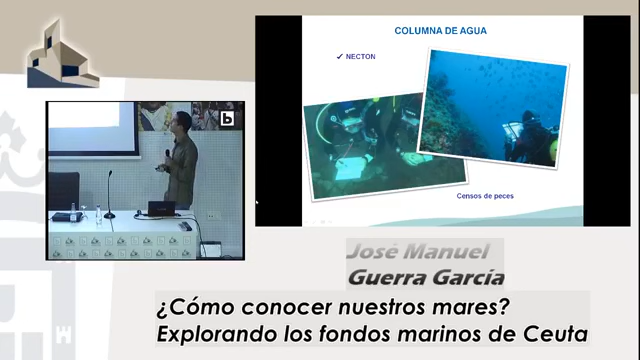 COLUMNA DE AGUA
✓ NECTON
Censos de peces
b
José Manuel
Guerra García
¿Cómo conocer nuestros mares?
Explorando los fondos marinos de Ceuta